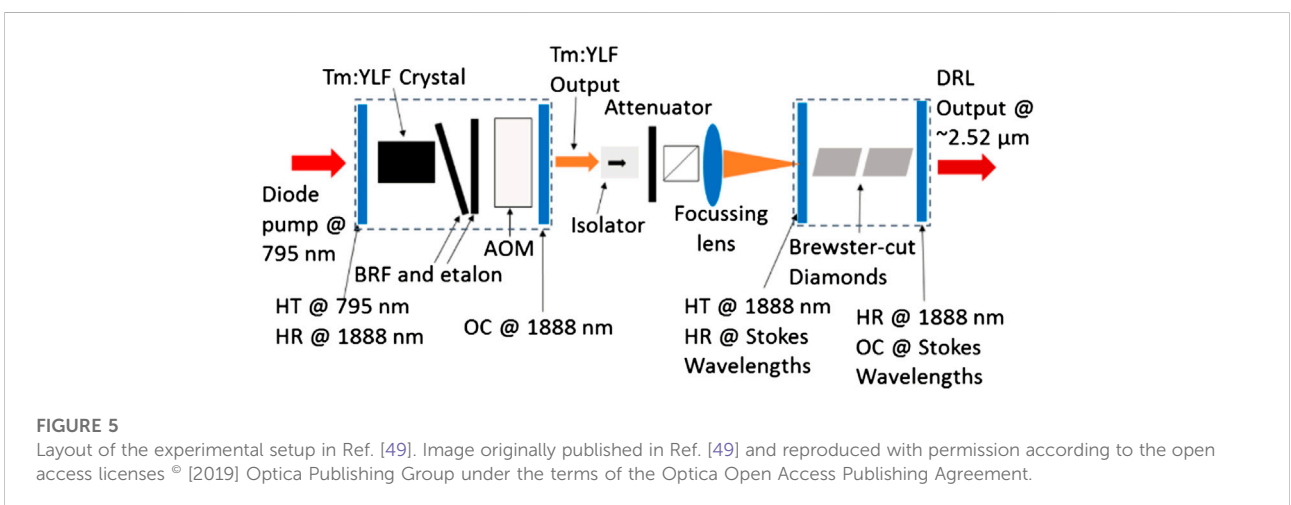 Tm:YLF Crystal
Tm:YLF
Output
Attenuator
DRL
Output @
~2.52 µm
Diode
pump @
795 nm
BRF and etalon
AOM
Isolator
Focussing
lens
Brewster-cut
Diamonds
HT @ 795 nm
HR @ 1888 nm
OC @ 1888 nm
HT @ 1888 nm
HR @ Stokes
Wavelengths
HR @ 1888 nm
OC @ Stokes
Wavelengths
FIGURE 5
Layout of the experimental setup in Ref. [49]. Image originally published in Ref. [49] and reproduced with permission according to the open
access licenses © [2019] Optica Publishing Group under the terms of the Optica Open Access Publishing Agreement.